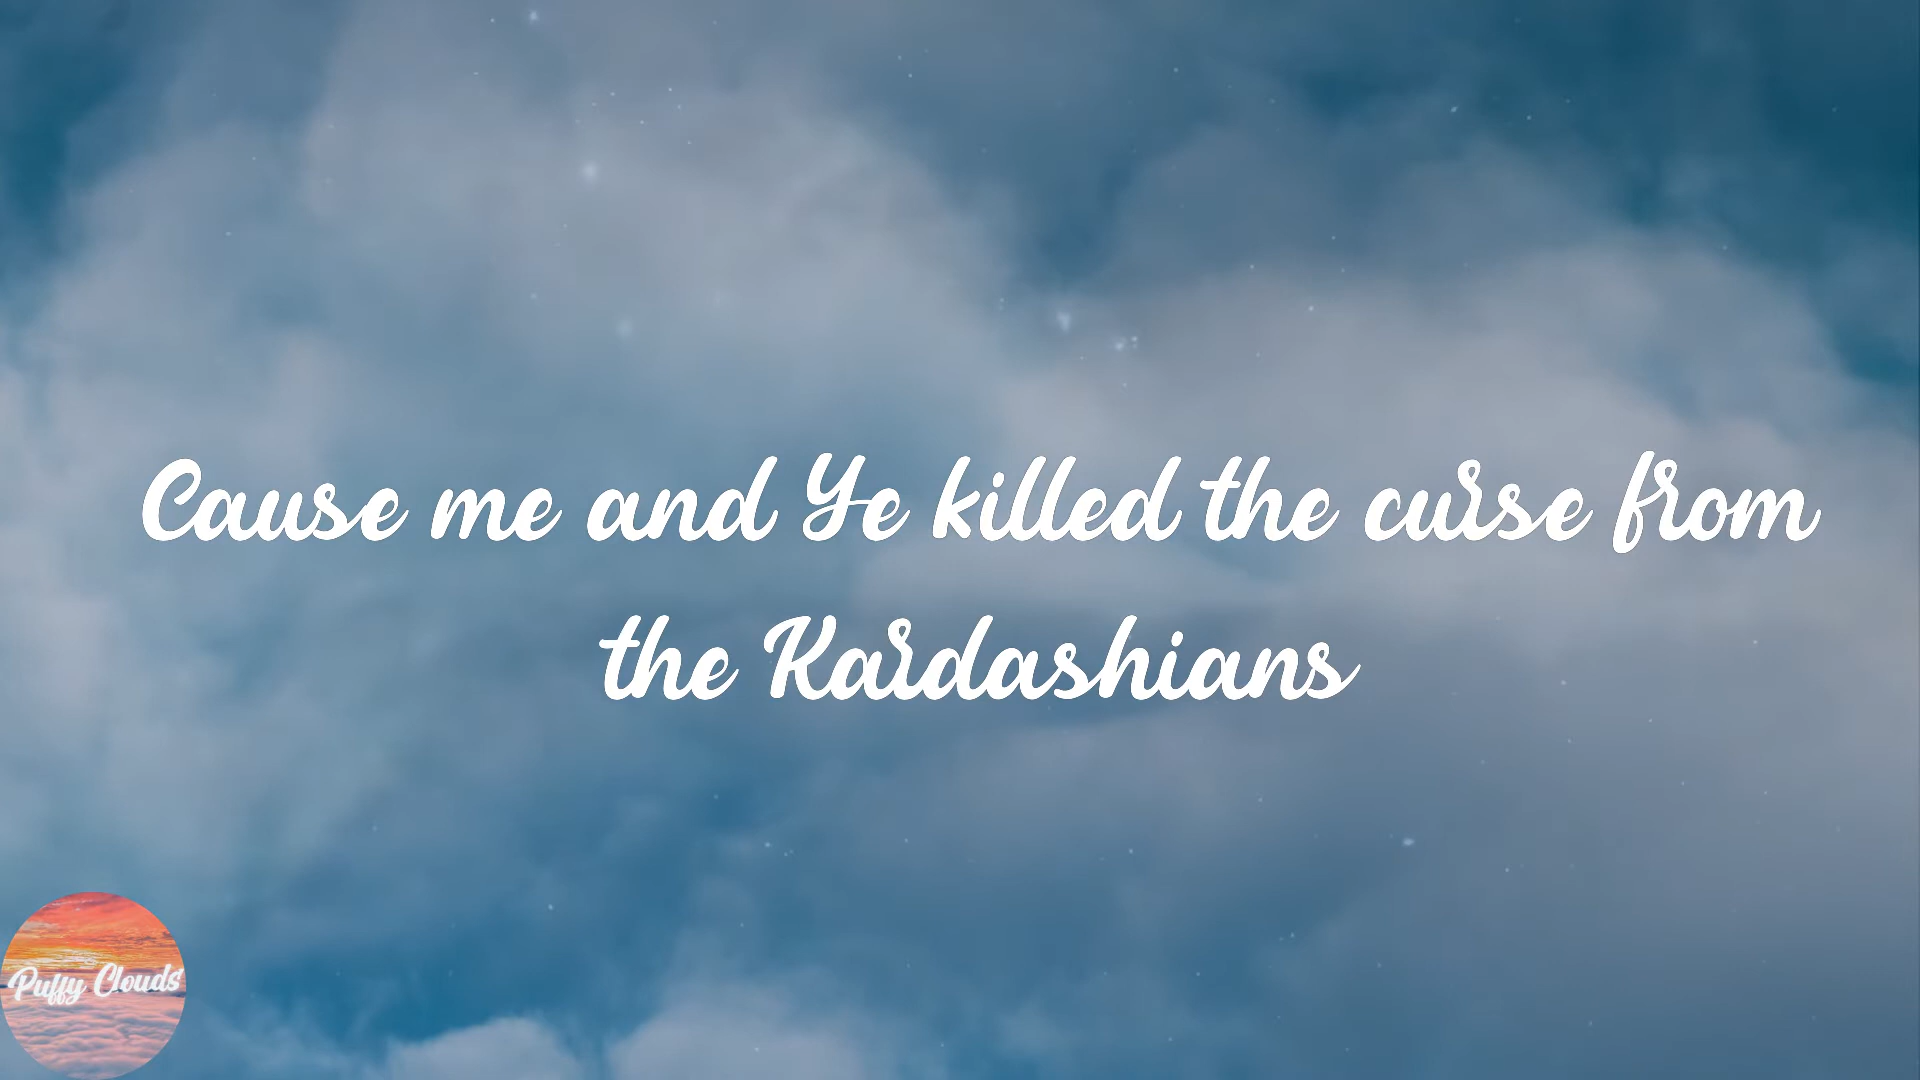 Cause me and Ye killed the curse from
the Kardashians
Puffy Clouds